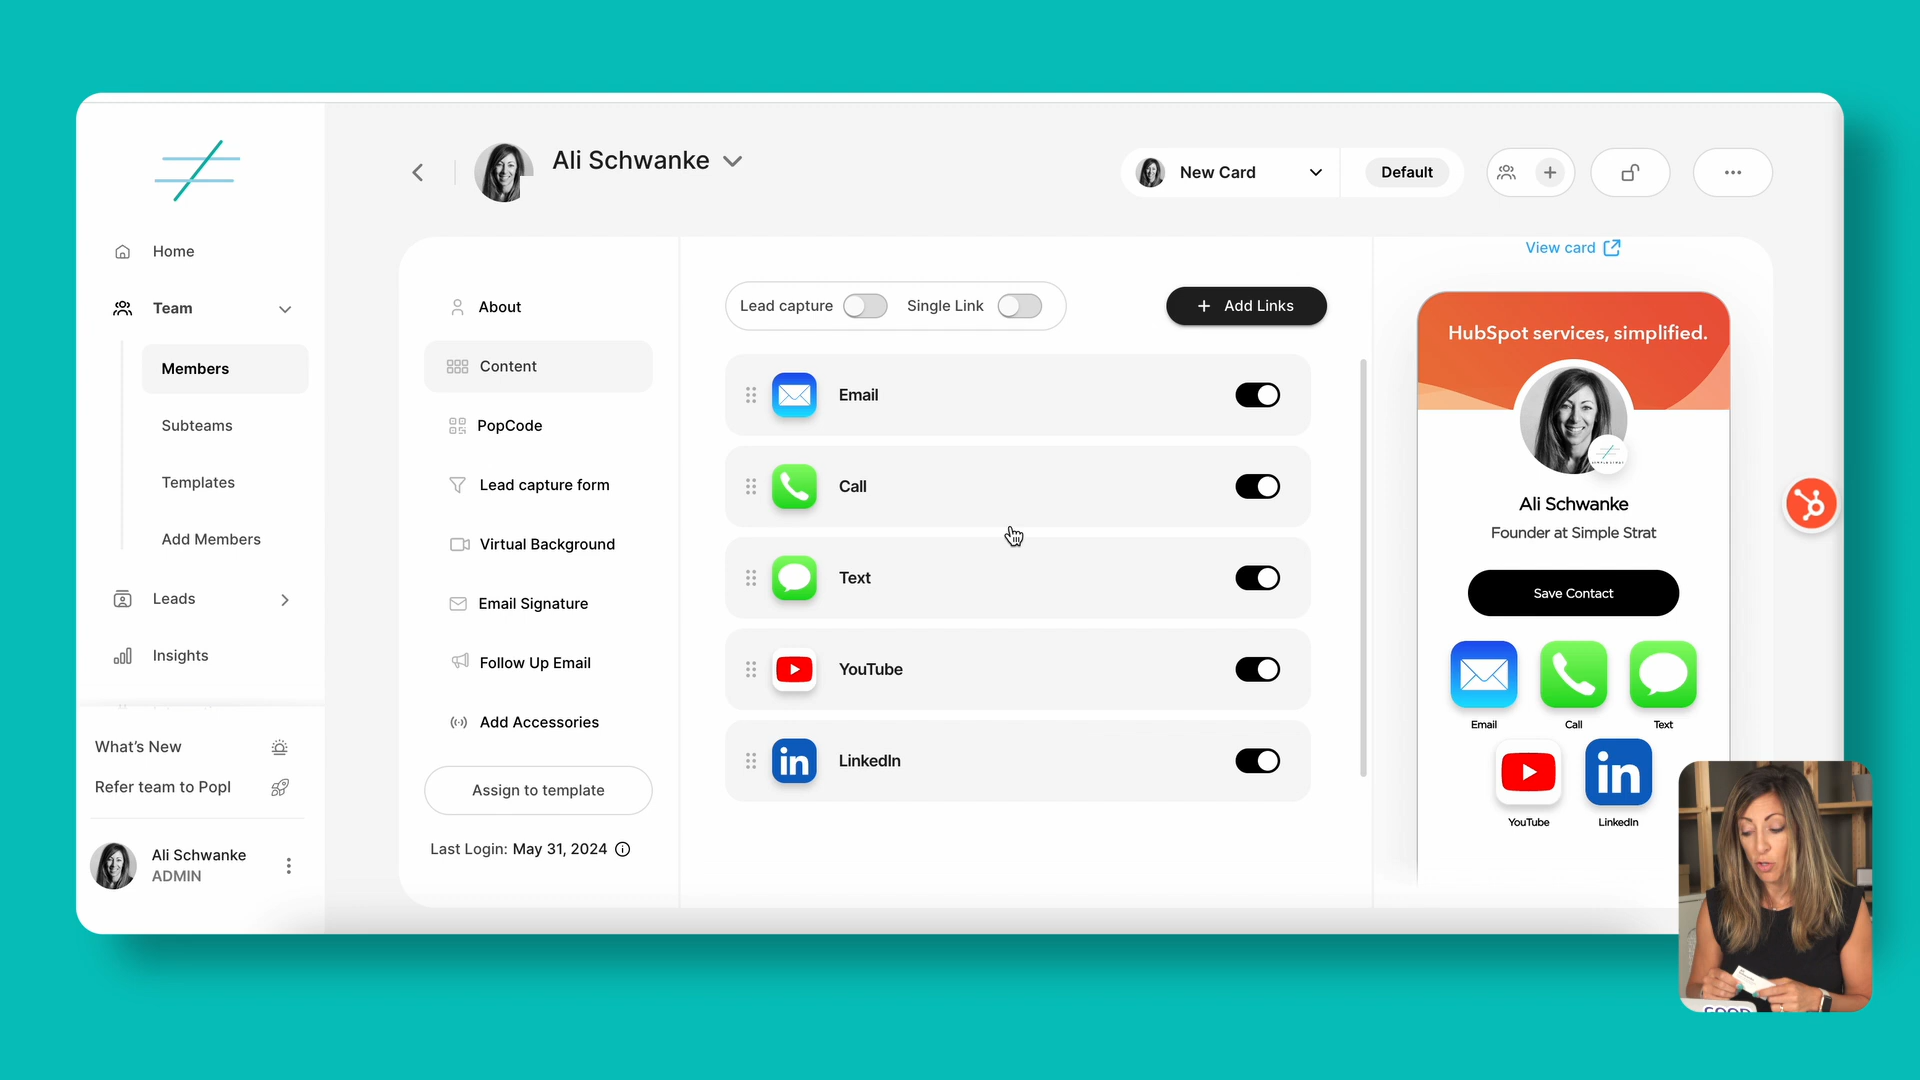 Home
Team
Members
Subteams
Templates
Add Members
Leads
Insights
What's New
Refer team to Popl
Ali Schwanke
ADMIN
Ali Schwanke
New Card
Default
About
Content
PopCode
Lead capture form
Virtual Background
Email Signature
Follow Up Email
Add Accessories
Assign to template
Last Login: May 31, 2024
Lead capture
Single Link
+ Add Links
Email
Call
Text
YouTube
LinkedIn
View card
HubSpot services, simplified.
Ali Schwanke
Founder at Simple Strat
Save Contact
Email
Call
Text
YouTube
LinkedIn